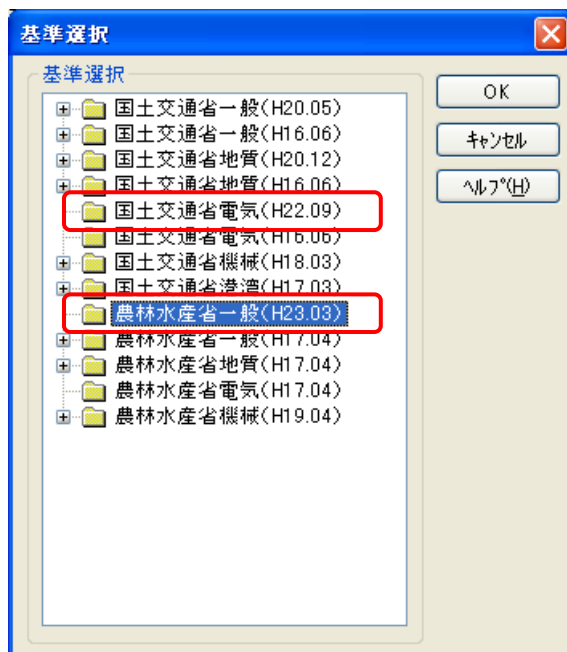 基準選択
基準選択
国土交通省一般(H20.05)
国土交通省一般(H16.06)
国土交通省地質(H20.12)
国土交通省地質(H16.06)
国土交通省電気(H22.09)
国土交通省電気(H16.06)
国土交通省機械(H18.03)
国土交通省港湾(H17.03)
農林水産省一般(H23.03)
農林水産省一般(H17.04)
農林水産省地質(H17.04)
農林水産省電気(H17.04)
農林水産省機械(H19.04)
OK
キャンセル
ヘルプ(H)